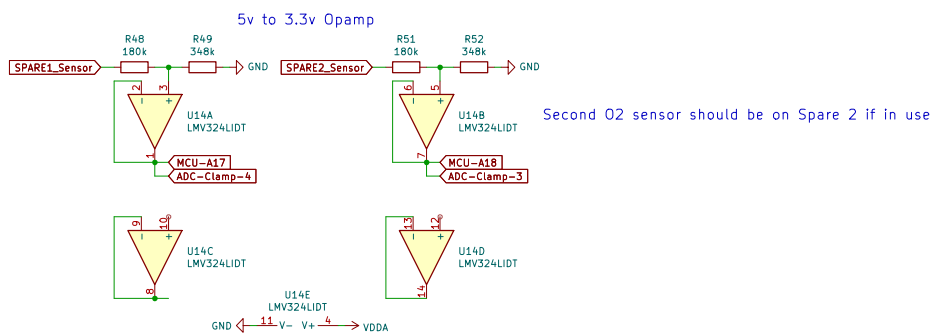 5v to 3.3v Opamp
R48
180k
R49
348k
R51
180k
R52
348k
SPARE1_Sensor
GND
SPARE2_Sensor
GND
2
3
6
5
−
+
−
+
U14A
LMV324LIDT
U14B
LMV324LIDT
Second O2 sensor should be on Spare 2 if in use
1
7
MCU-A17
ADC-Clamp-4
MCU-A18
ADC-Clamp-3
9
10
13
12
−
+
−
+
U14C
LMV324LIDT
U14D
LMV324LIDT
8
14
U14E
LMV324LIDT
GND
11
V−
V+
4
VDDA